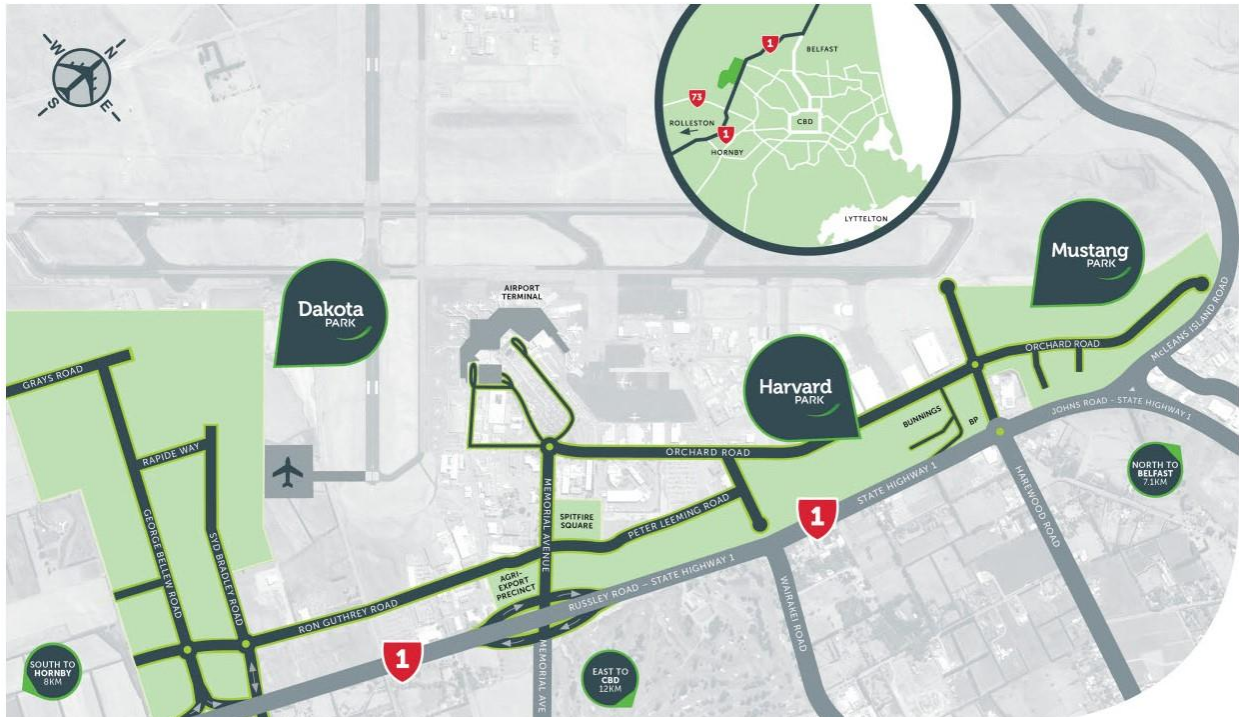 W
N
S
E
1
BELFAST
73
CBD
ROLLESTON
1
HORNBY
LYTTELTON
Mustang
PARK
Dakota
PARK
AIRPORT
TERMINAL
McLEANS ISLAND ROAD
ORCHARD ROAD
GRAYS ROAD
Harvard
PARK
JOHNS ROAD - STATE HIGHWAY 1
BUNNINGS
BP
RAPIDE WAY
ORCHARD ROAD
NORTH TO
BELFAST
7.1KM
STATE HIGHWAY 1
HAREWOOD ROAD
MEMORIAL AVENUE
SPITFIRE
SQUARE
PETER LEEMING ROAD
1
GEORGE BELLEW ROAD
SYD BRADLEY ROAD
AGRI-
EXPORT
PRECINCT
RUSSLEY ROAD – STATE HIGHWAY 1
WAIRAKEI ROAD
RON GUTHREY ROAD
1
SOUTH TO
HORNBY
8KM
EAST TO
CBD
12KM
MEMORIAL AVE